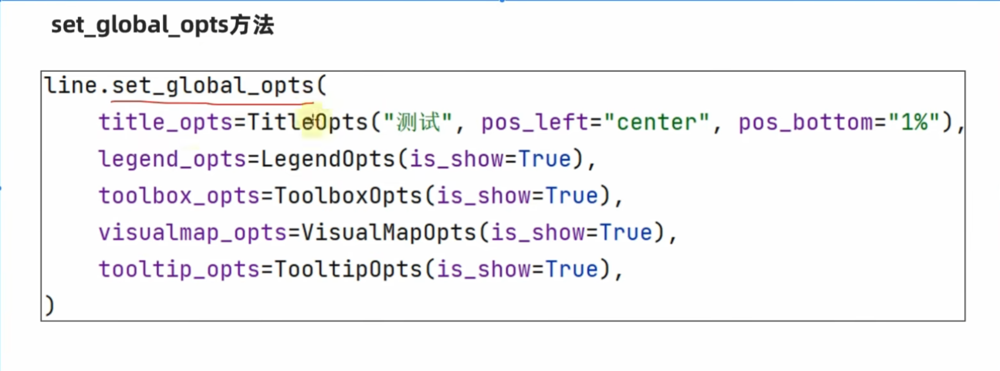 set_global_opts方法
line.set_global_opts(
    title_opts=TitleOpts("测试", pos_left="center", pos_bottom="1%"),
    legend_opts=LegendOpts(is_show=True),
    toolbox_opts=ToolboxOpts(is_show=True),
    visualmap_opts=VisualMapOpts(is_show=True),
    tooltip_opts=TooltipOpts(is_show=True),
)